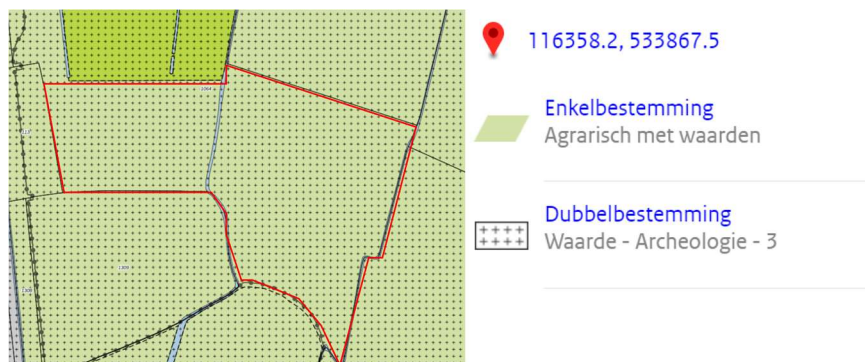 116358.2, 533867.5
Enkelbestemming
Agrarisch met waarden
Dubbelbestemming
Waarde - Archeologie - 3